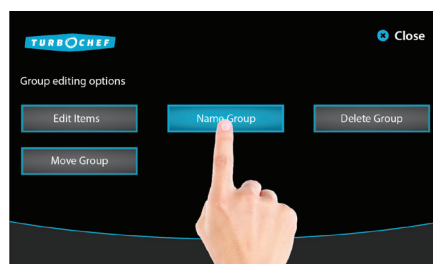 TURBOCHEF
Close
Group editing options
Edit Items
Name Group
Delete Group
Move Group